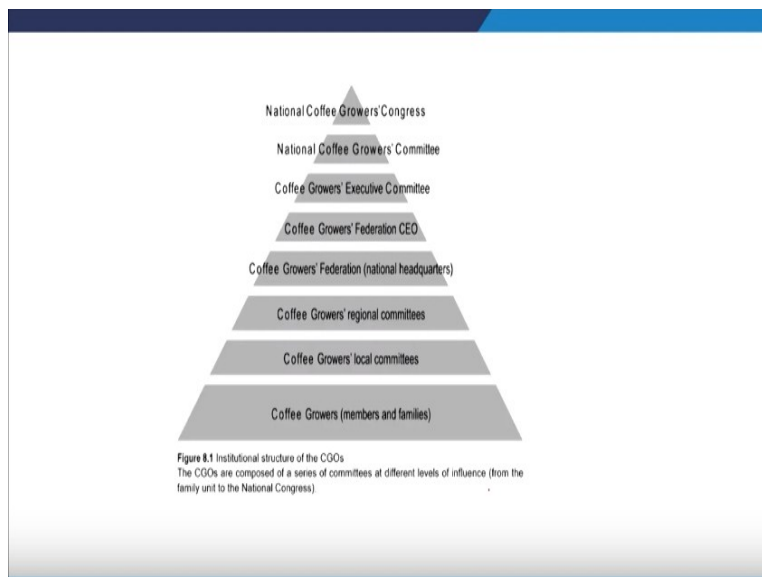 National Coffee Growers' Congress
National Coffee Growers' Committee
Coffee Growers' Executive Committee
Coffee Growers' Federation CEO
Coffee Growers' Federation (national headquarters)
Coffee Growers' regional committees
Coffee Growers' local committees
Coffee Growers (members and families)
Figure 8.1 Institutional structure of the CGOs
The CGOs are composed of a series of committees at different levels of influence (from the
family unit to the National Congress)